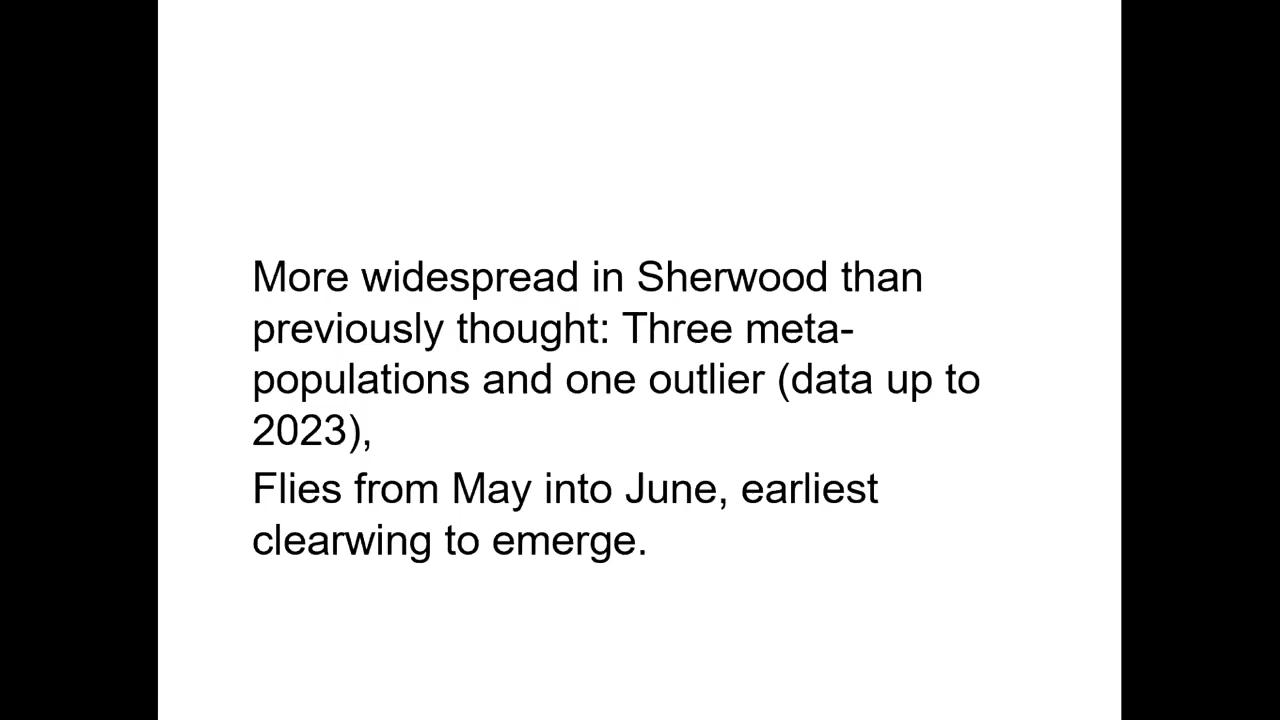 More widespread in Sherwood than
previously thought: Three meta-
populations and one outlier (data up to
2023),
Flies from May into June, earliest
clearwing to emerge.